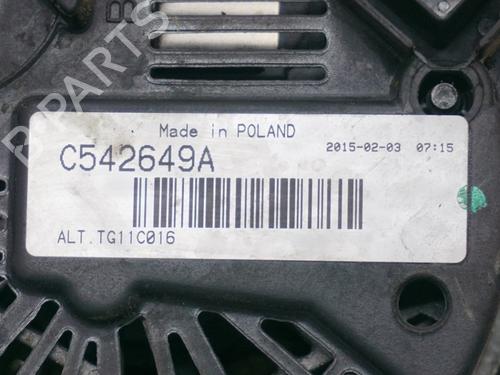 B
B PARTS
Made in POLAND
C542649A
2015-02-03 07:15
ALT.TG11C016